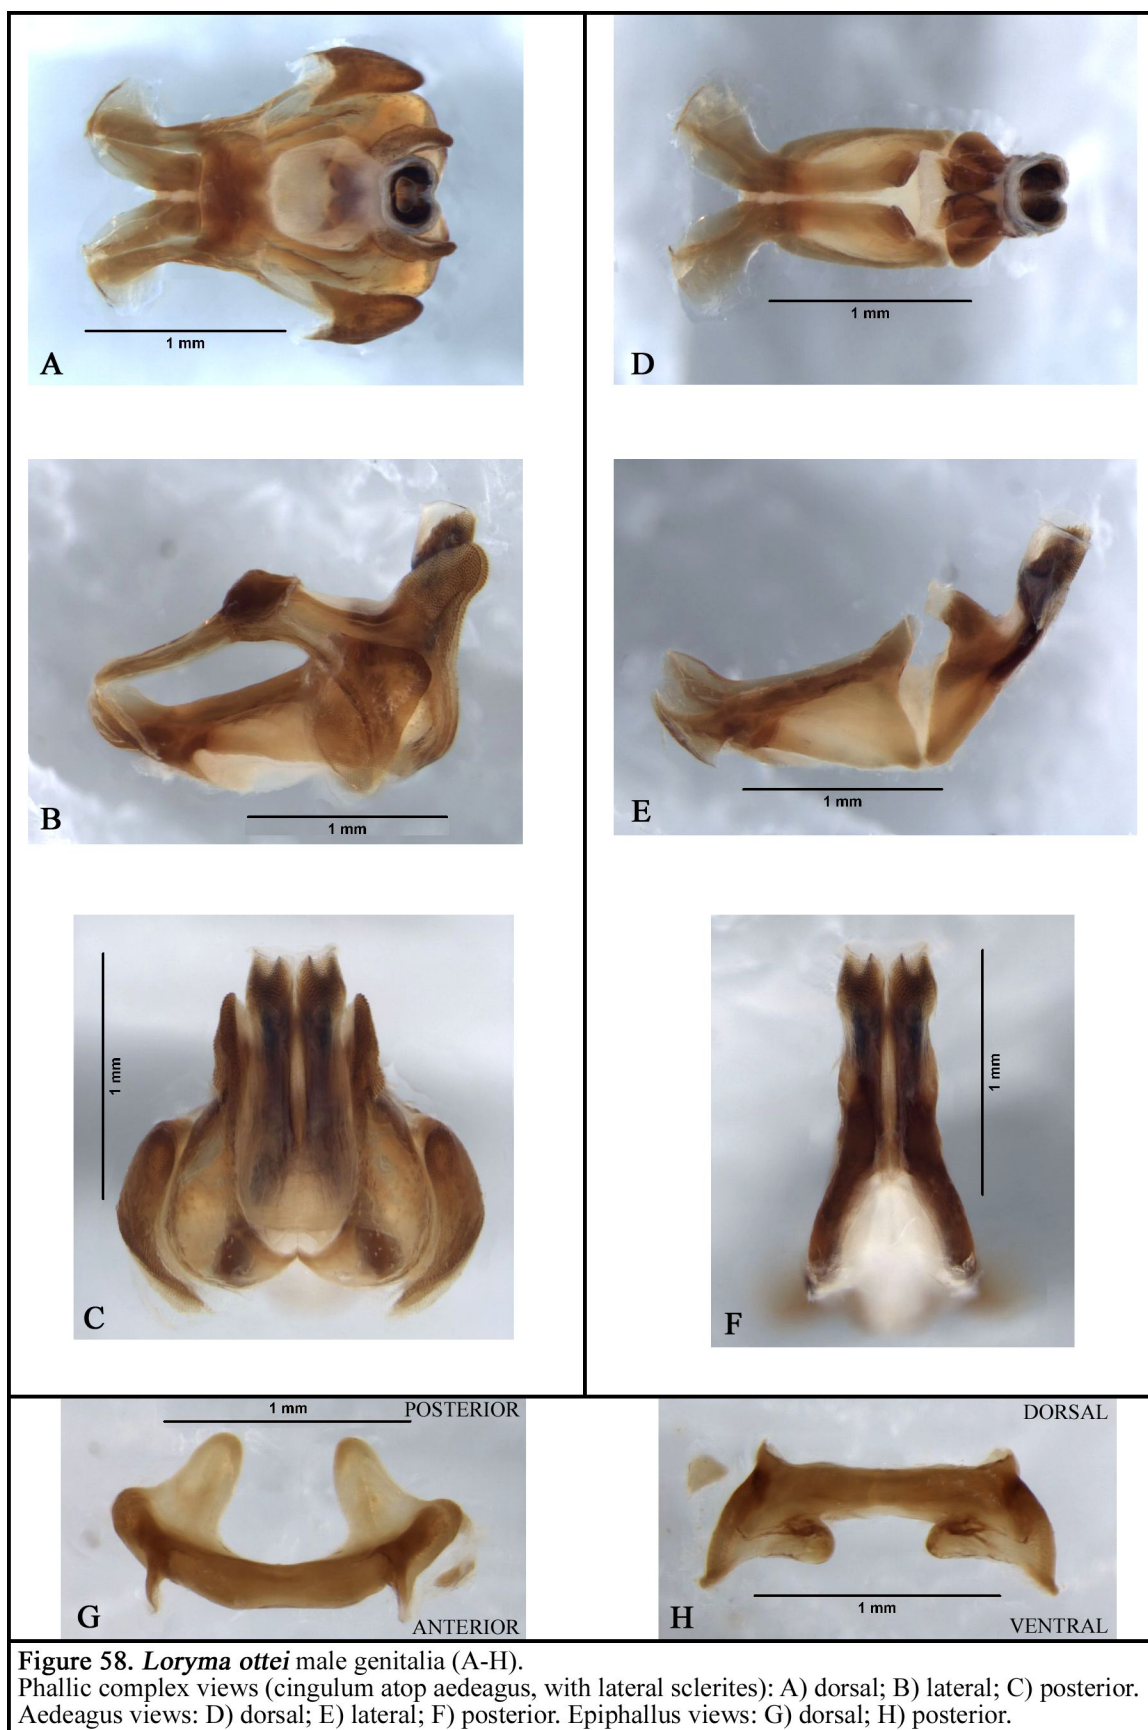 1 mm
A
1 mm
D
B
1 mm
1 mm
E
1 mm
C
1 mm
F
1 mm
POSTERIOR
G
ANTERIOR
DORSAL
H
1 mm
VENTRAL
Figure 58. Loryma ottei male genitalia (A-H).
Phallic complex views (cingulum atop aedeagus, with lateral sclerites): A) dorsal; B) lateral; C) posterior.
Aedeagus views: D) dorsal; E) lateral; F) posterior. Epiphallus views: G) dorsal; H) posterior.